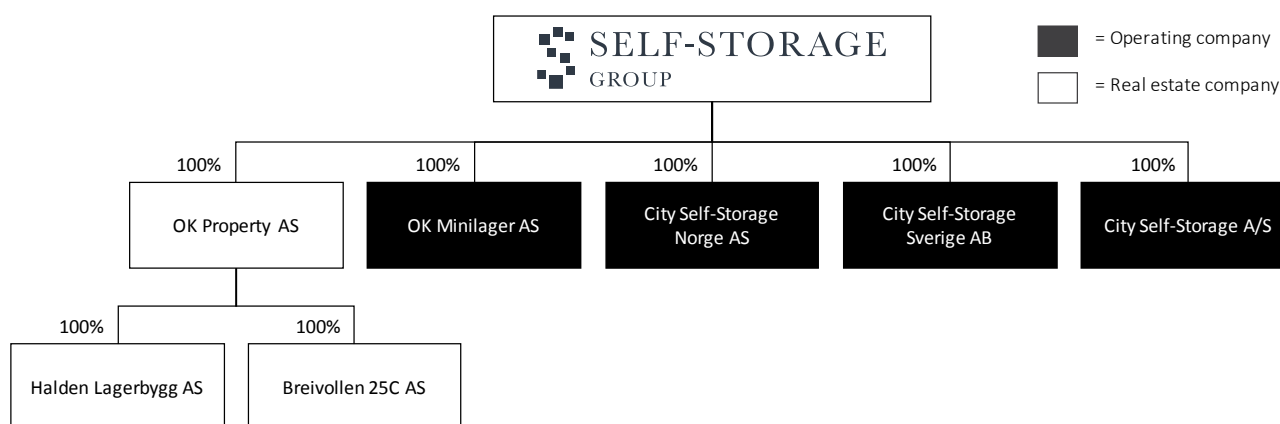 SELF-STORAGE
GROUP
= Operating company
= Real estate company
100%
100%
100%
100%
100%
OK Property AS
OK Minilager AS
City Self-Storage
Norge AS
City Self-Storage
Sverige AB
City Self-Storage A/S
100%
100%
Halden Lagerbygg AS
Breivollen 25C AS